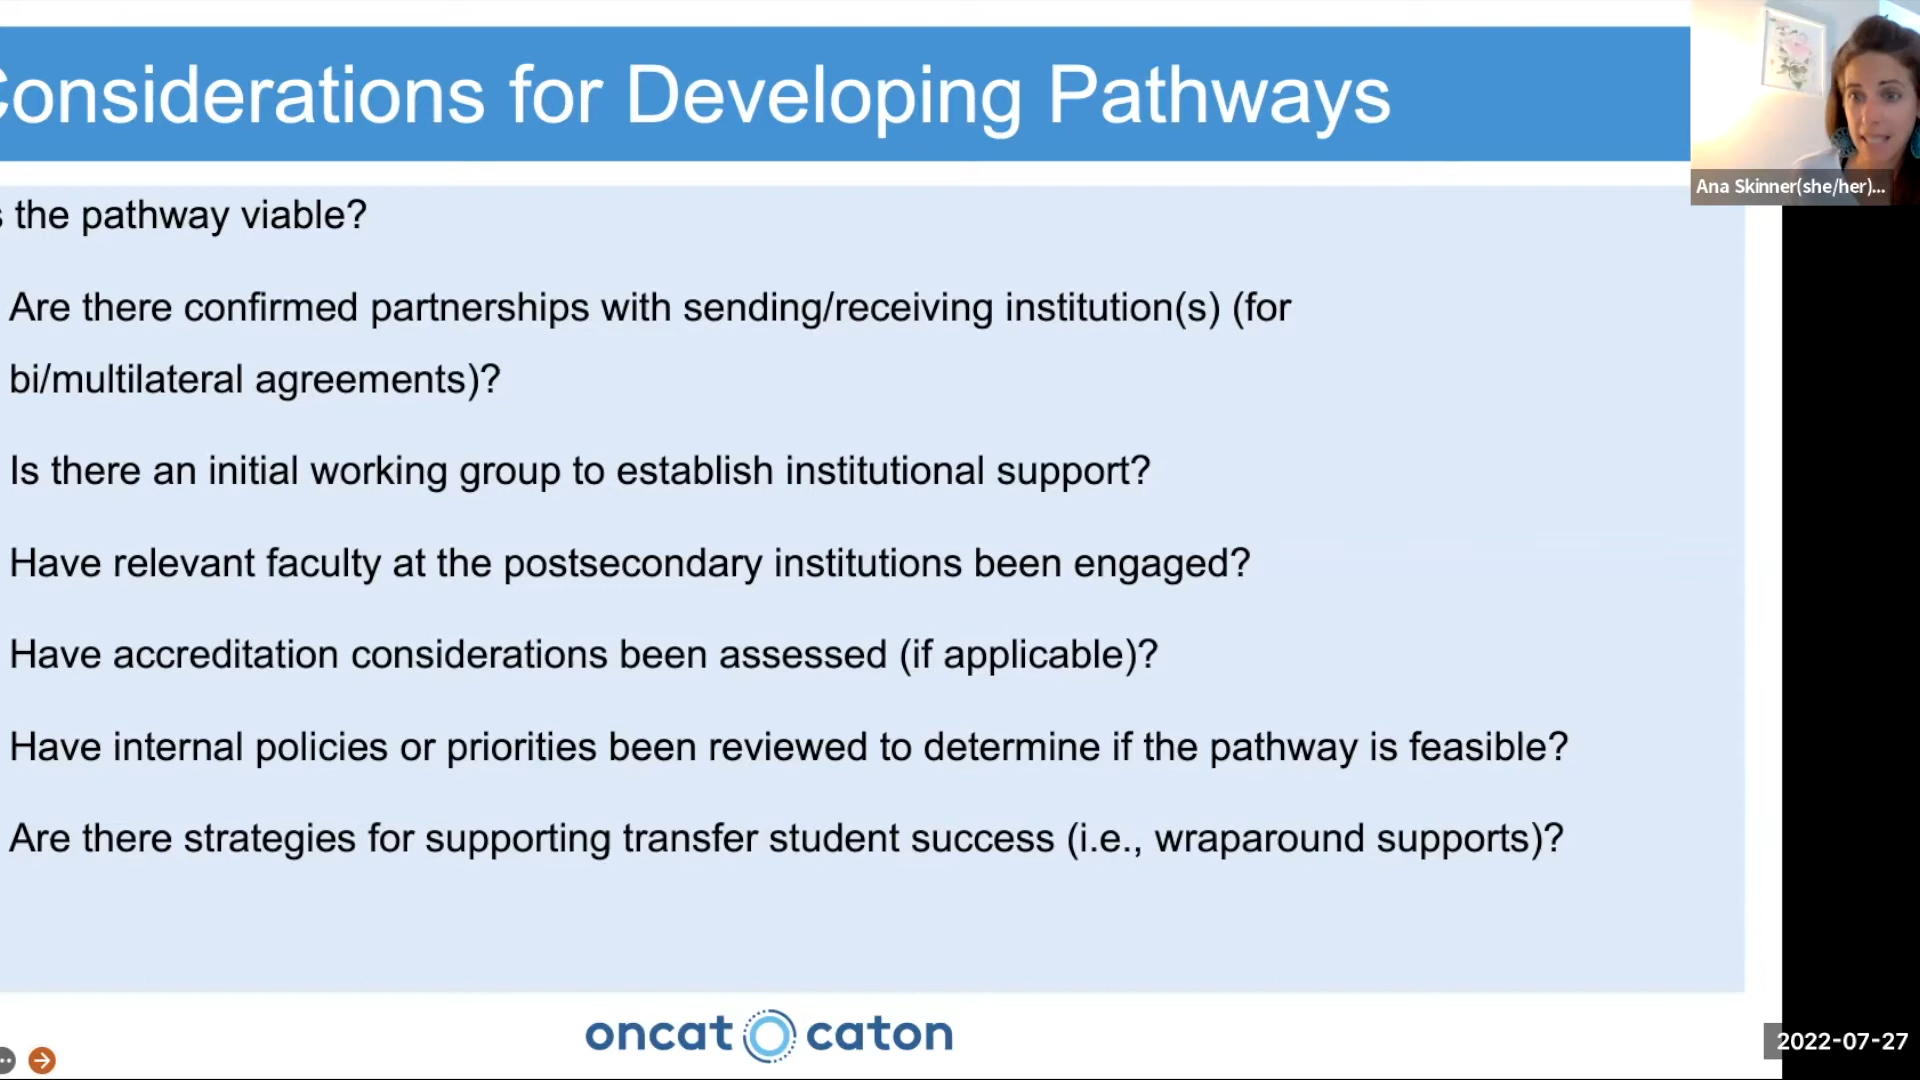 Considerations for Developing Pathways
Ana Skinner(she/her)...
s the pathway viable?
Are there confirmed partnerships with sending/receiving institution(s) (for
bi/multilateral agreements)?
Is there an initial working group to establish institutional support?
Have relevant faculty at the postsecondary institutions been engaged?
Have accreditation considerations been assessed (if applicable)?
Have internal policies or priorities been reviewed to determine if the pathway is feasible?
Are there strategies for supporting transfer student success (i.e., wraparound supports)?
oncat caton
2022-07-27